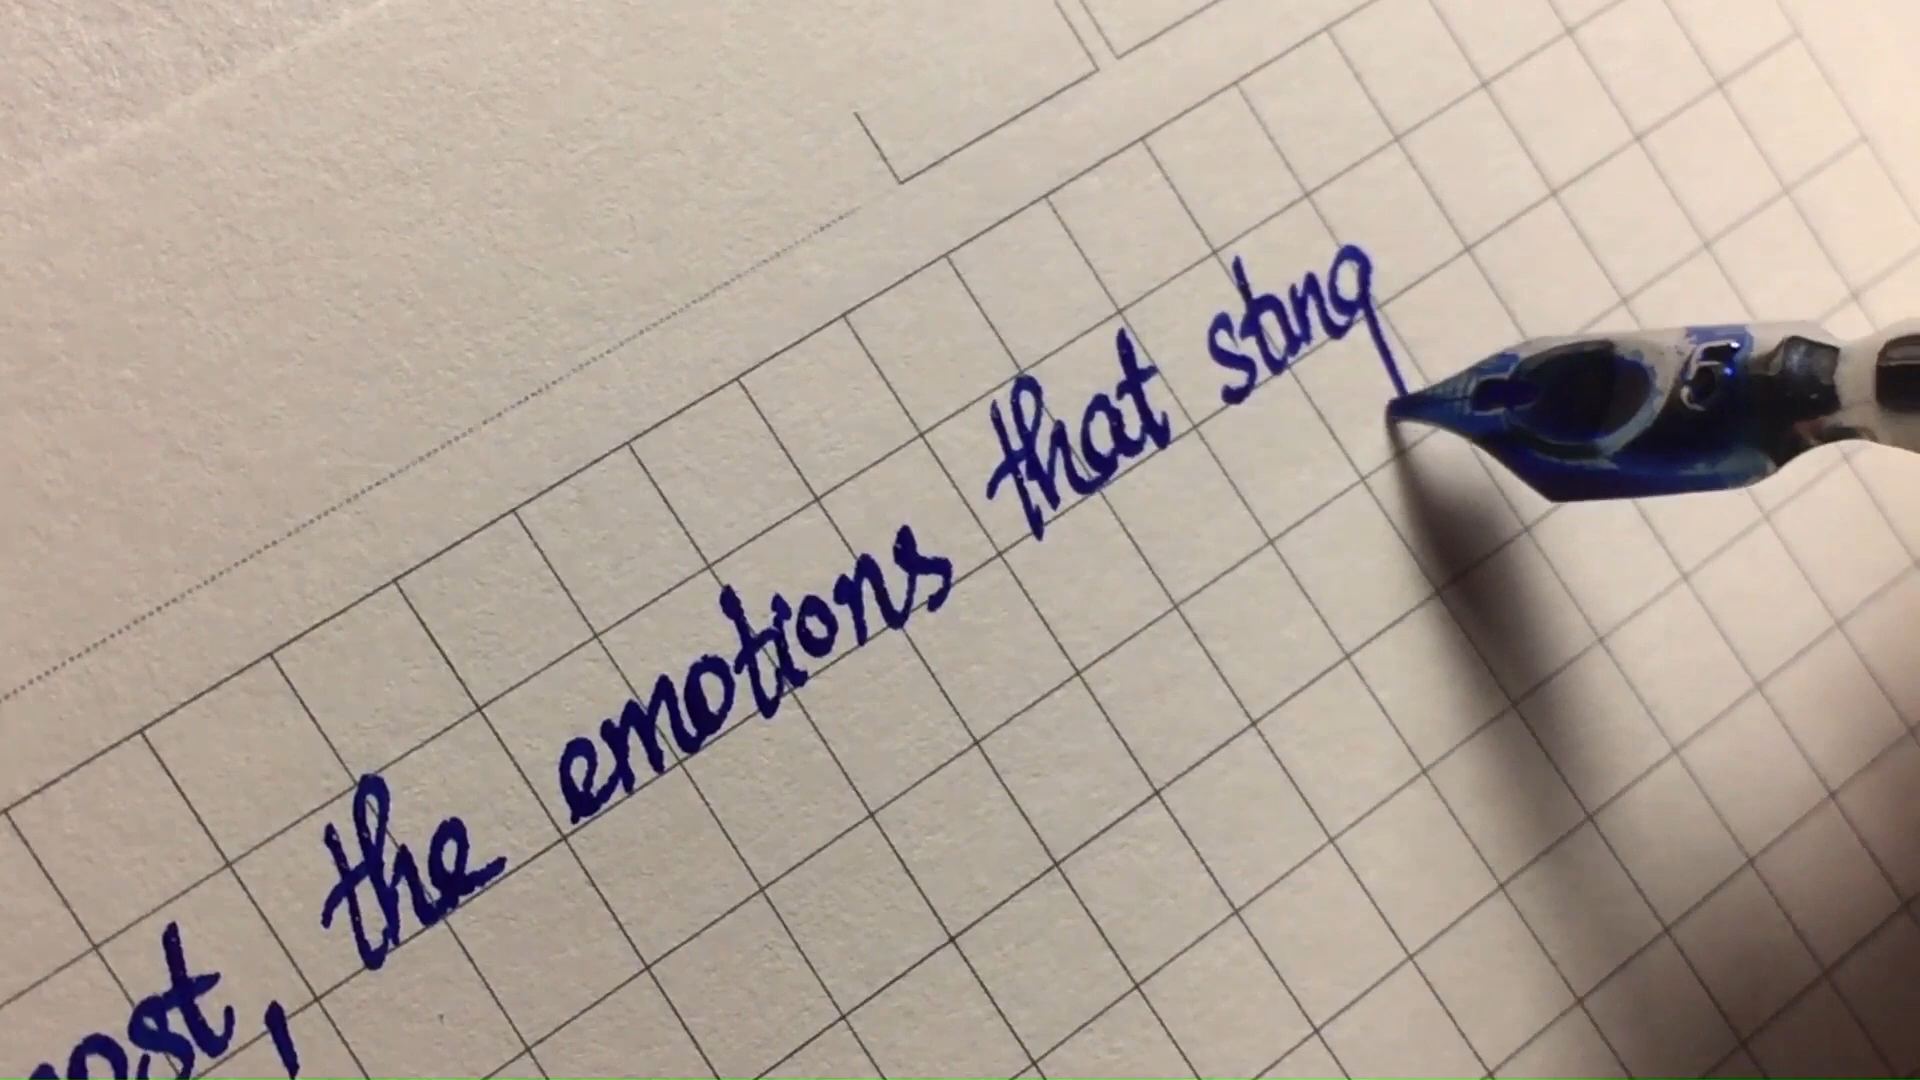 ost, the emotions that sting